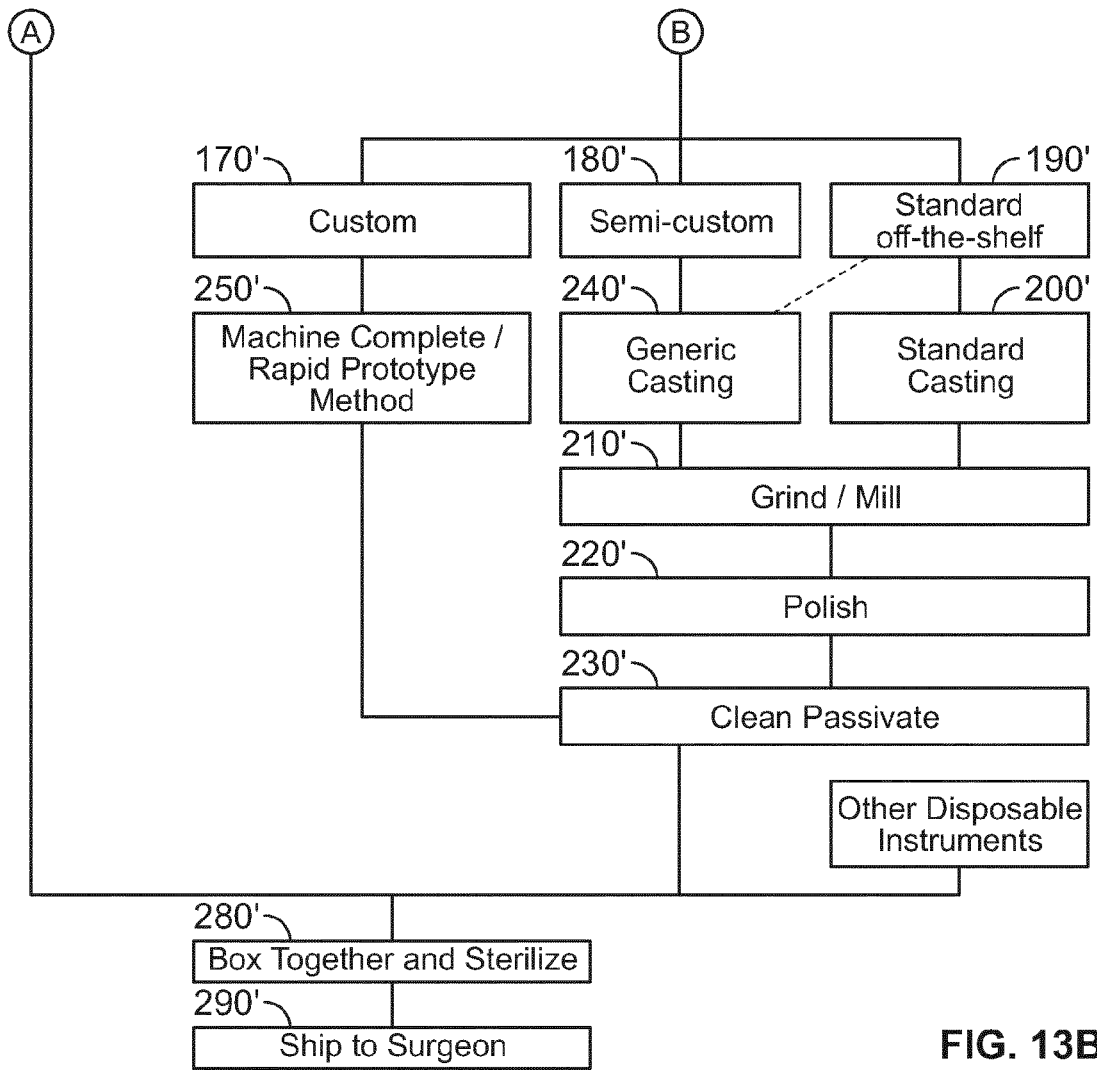 A
B
170'
180'
190'
Custom
Semi-custom
Standard
off-the-shelf
250'
240'
200'
Machine Complete /
Rapid Prototype
Method
Generic
Casting
Standard
Casting
210'
Grind / Mill
220'
Polish
230'
Clean Passivate
Other Disposable
Instruments
280'
Box Together and Sterilize
290'
Ship to Surgeon
FIG. 13B